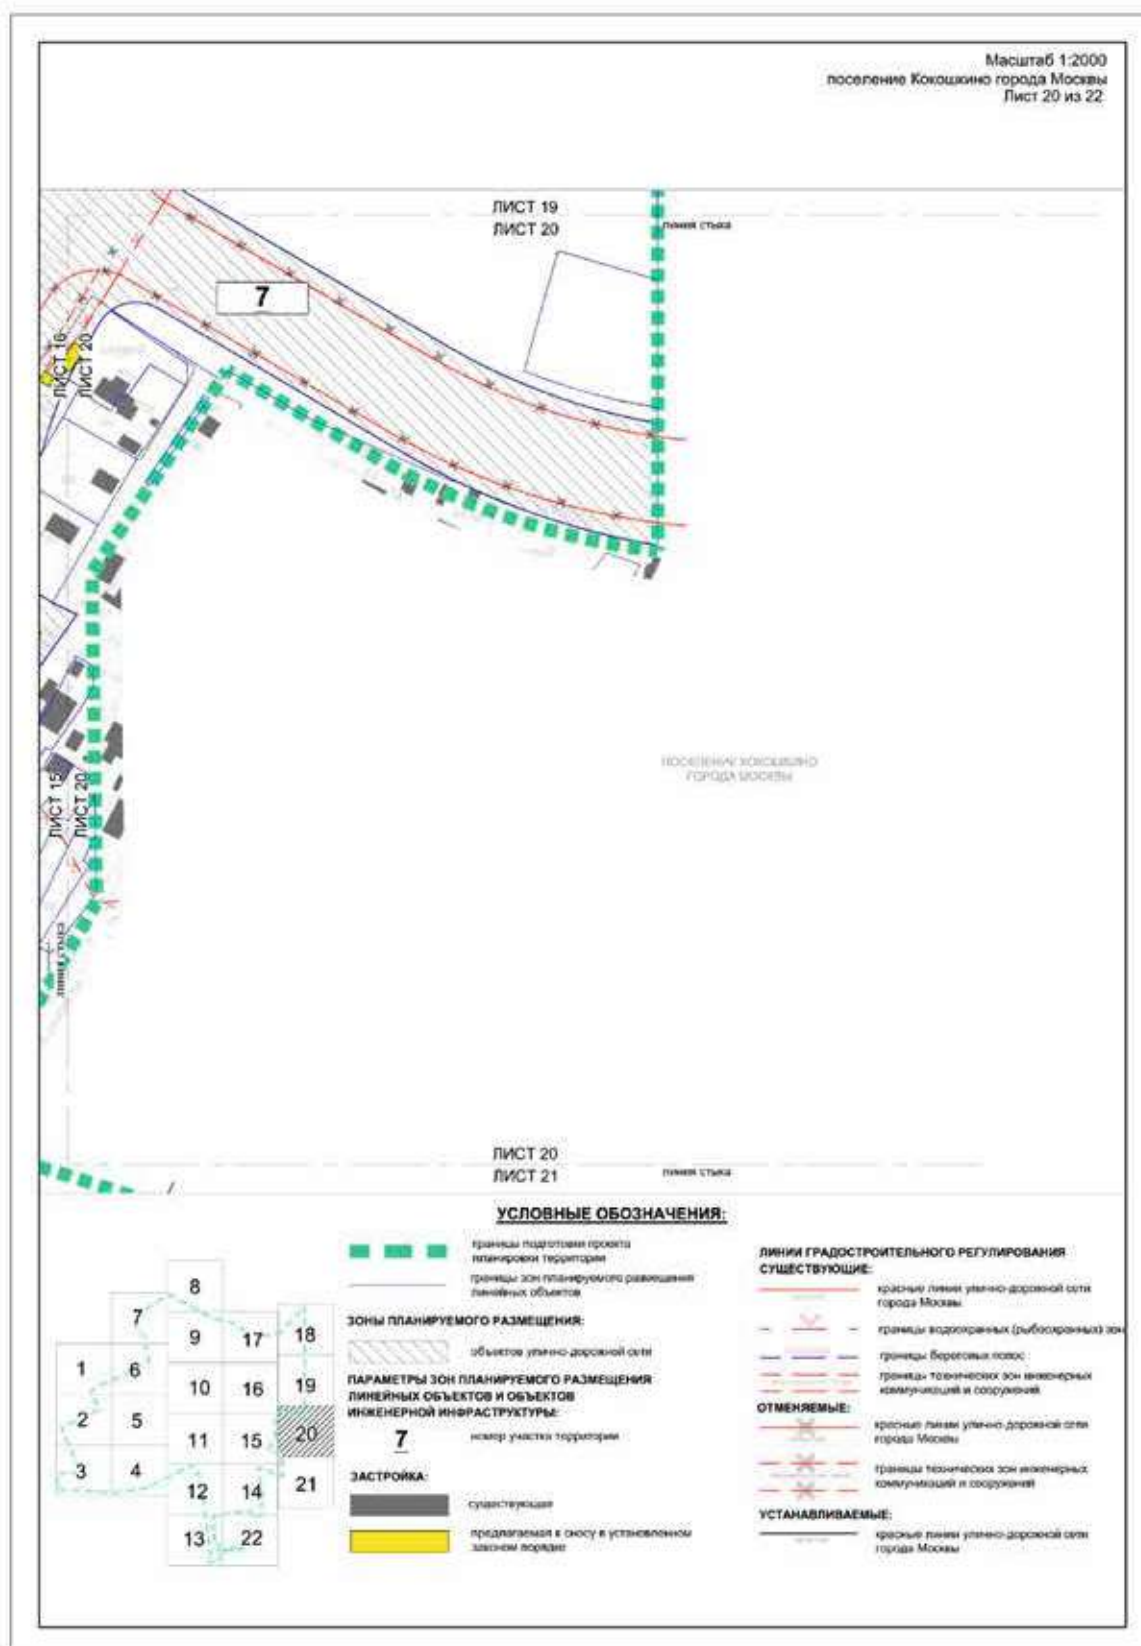 Масштаб 1:2000
поселение Кокошкино города Москвы
Лист 20 из 22
ЛИСТ 19
ЛИСТ 20
линия стыка
7
ЛИСТ 16
ЛИСТ 20
ПОСЕЛЕНИЕ КОКОШКИНО
ГОРОДА МОСКВЫ
ЛИСТ 15
ЛИСТ 20
линия стыка
ЛИСТ 20
ЛИСТ 21
линия стыка
УСЛОВНЫЕ ОБОЗНАЧЕНИЯ:
границы подготовки проекта
планировки территории
границы зон планируемого размещения
линейных объектов
ЗОНЫ ПЛАНИРУЕМОГО РАЗМЕЩЕНИЯ:
объектов улично-дорожной сети
ПАРАМЕТРЫ ЗОН ПЛАНИРУЕМОГО РАЗМЕЩЕНИЯ
ЛИНЕЙНЫХ ОБЪЕКТОВ И ОБЪЕКТОВ
ИНЖЕНЕРНОЙ ИНФРАСТРУКТУРЫ:
7
номер участка территории
ЗАСТРОЙКА:
существующая
предлагаемая к сносу в установленном
законом порядке
ЛИНИИ ГРАДОСТРОИТЕЛЬНОГО РЕГУЛИРОВАНИЯ
СУЩЕСТВУЮЩИЕ:
красные линии улично-дорожной сети
города Москвы
границы водоохранных (рыбоохранных) зон
границы береговых полос
границы технических зон инженерных
коммуникаций и сооружений
ОТМЕНЯЕМЫЕ:
красные линии улично-дорожной сети
города Москвы
границы технических зон инженерных
коммуникаций и сооружений
УСТАНАВЛИВАЕМЫЕ:
красные линии улично-дорожной сети
города Москвы
8
7
9
17
18
1
6
10
16
19
2
5
11
15
20
3
4
12
14
21
13
22